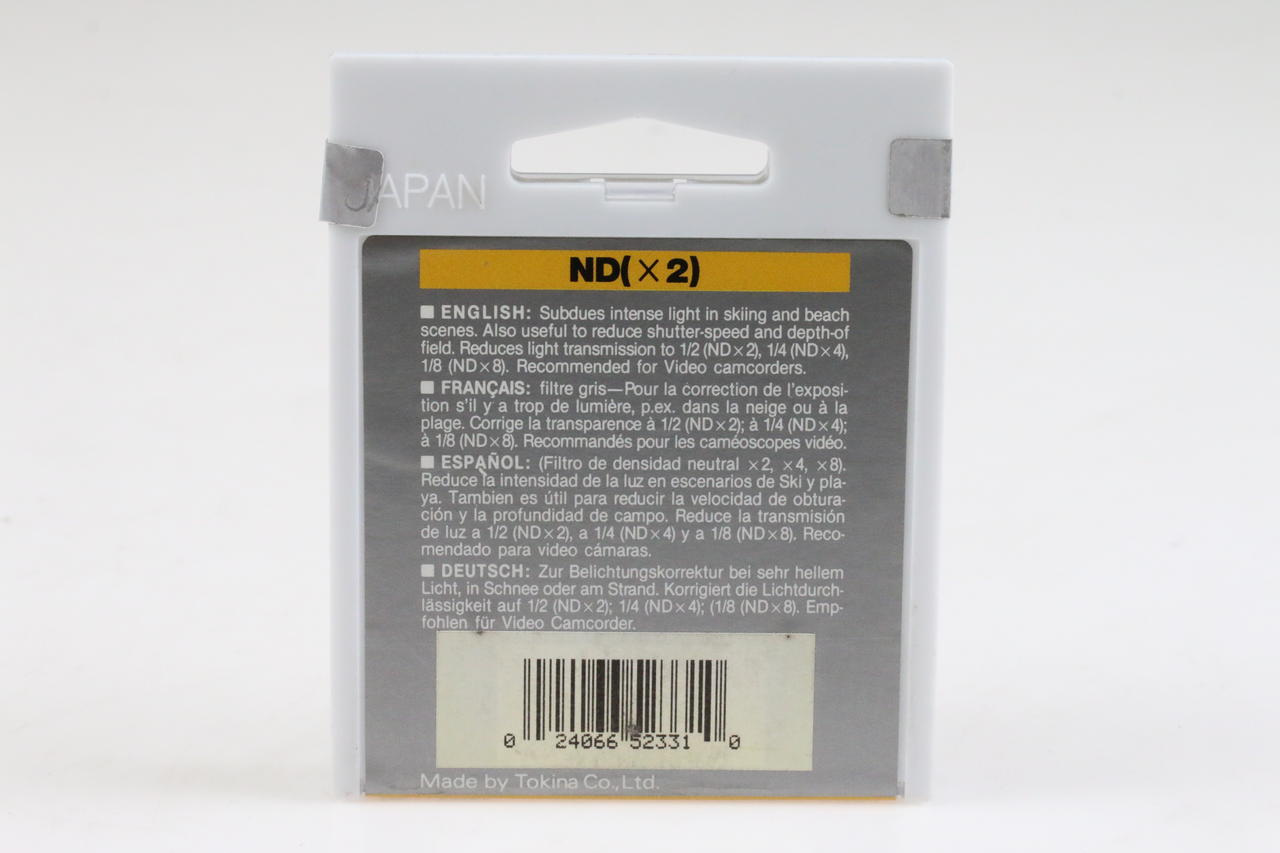 JAPAN
ND(×2)
■ ENGLISH: Subdues intense light in skiing and beach
scenes. Also useful to reduce shutter-speed and depth-of
field. Reduces light transmission to 1/2 (ND×2), 1/4 (ND×4),
1/8 (ND×8). Recommended for Video camcorders.
■ FRANÇAIS: filtre gris—Pour la correction de l'exposi-
tion s'il y a trop de lumière, p.ex. dans la neige ou à la
plage. Corrige la transparence à 1/2 (ND×2); à 1/4 (ND×4);
à 1/8 (ND×8). Recommandés pour les caméoscopes vidéo.
■ ESPAÑOL: (Filtro de densidad neutral ×2, ×4, ×8).
Reduce la intensidad de la luz en escenarios de Ski y pla-
ya. Tambien es útil para reducir la velocidad de obtura-
ción y la profundidad de campo. Reduce la transmisión
de luz a 1/2 (ND×2), a 1/4 (ND×4) y a 1/8 (ND×8). Reco-
mendado para video cámaras.
■ DEUTSCH: Zur Belichtungskorrektur bei sehr hellem
Licht, in Schnee oder am Strand. Korrigiert die Lichtdurch-
lässigkeit auf 1/2 (ND×2); 1/4 (ND×4); (1/8 (ND×8). Emp-
fohlen für Video Camcorder.
0 24066 52331 0
Made by Tokina Co., Ltd.